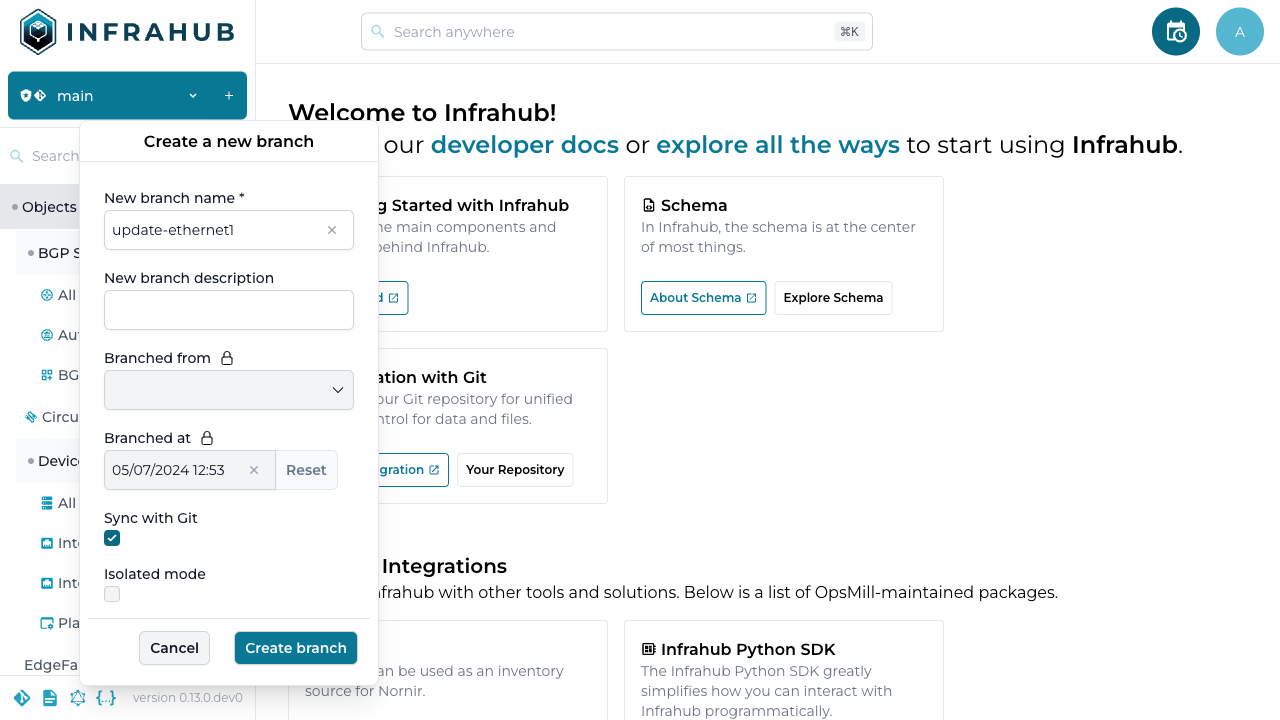 INFRAHUB
Search anywhere
⌘K
A
main
+
Search
Objects
BGP S
All
Aut
BG
Circu
Device
All
Inte
Inte
Pla
EdgeFa
version 0.13.0.dev0
Create a new branch
New branch name *
update-ethernet1
New branch description
Branched from
Branched at
05/07/2024 12:53
Reset
Sync with Git
Isolated mode
Cancel
Create branch
Welcome to Infrahub!
our developer docs or explore all the ways to start using Infrahub.
g Started with Infrahub
he main components and
behind Infrahub.
d
Schema
In Infrahub, the schema is at the center
of most things.
About Schema
Explore Schema
ation with Git
our Git repository for unified
ntrol for data and files.
gration
Your Repository
Integrations
nfrahub with other tools and solutions. Below is a list of OpsMill-maintained packages.
an be used as an inventory
source for Nornir.
Infrahub Python SDK
The Infrahub Python SDK greatly
simplifies how you can interact with
Infrahub programmatically.